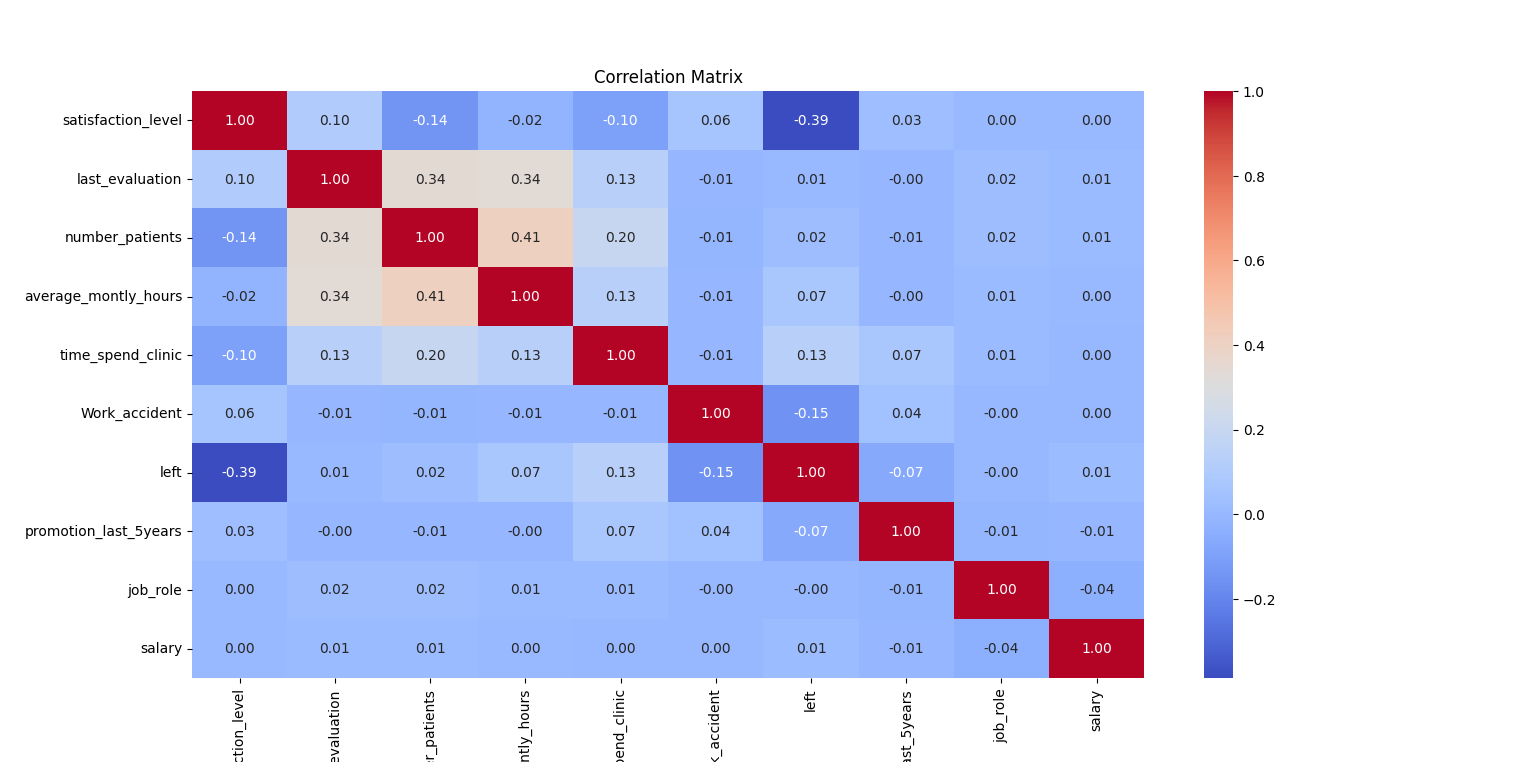 Correlation Matrix
satisfaction_level 1.00 0.10 -0.14 -0.02 -0.10 0.06 -0.39 0.03 0.00 0.00
last_evaluation 0.10 1.00 0.34 0.34 0.13 -0.01 0.01 -0.00 0.02 0.01
number_patients -0.14 0.34 1.00 0.41 0.20 -0.01 0.02 -0.01 0.02 0.01
average_montly_hours -0.02 0.34 0.41 1.00 0.13 -0.01 0.07 -0.00 0.01 0.00
time_spend_clinic -0.10 0.13 0.20 0.13 1.00 -0.01 0.13 0.07 0.01 0.00
Work_accident 0.06 -0.01 -0.01 -0.01 -0.01 1.00 -0.15 0.04 -0.00 0.00
left -0.39 0.01 0.02 0.07 0.13 -0.15 1.00 -0.07 -0.00 0.01
promotion_last_5years 0.03 -0.00 -0.01 -0.00 0.07 0.04 -0.07 1.00 -0.01 -0.01
job_role 0.00 0.02 0.02 0.01 0.01 -0.00 -0.00 -0.01 1.00 -0.04
salary 0.00 0.01 0.01 0.00 0.00 0.00 0.01 -0.01 -0.04 1.00
ction_level
evaluation
r_patients
ntly_hours
pend_clinic
k_accident
left
ast_5years
job_role
salary
1.0
0.8
0.6
0.4
0.2
0.0
−0.2